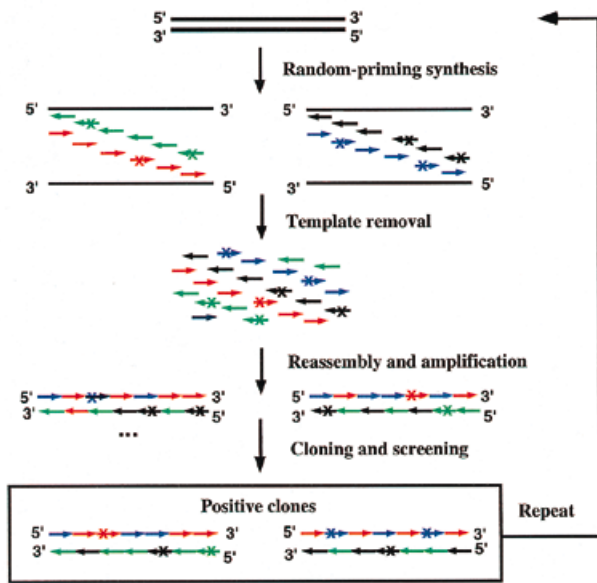 5' 3'
3' 5'
Random-priming synthesis
5' 3' 5' 3'
3' 5' 3' 5'
Template removal
Reassembly and amplification
5' 3' 5' 3'
3' 5' 3' 5'
...
Cloning and screening
Positive clones
Repeat
5' 3' 5' 3'
3' 5' 3' 5'